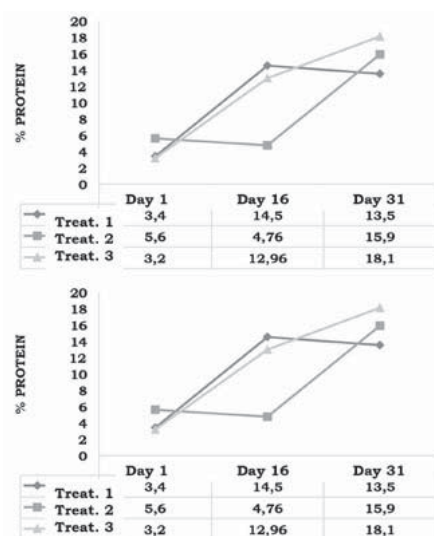 % PROTEIN
20
18
16
14
12
10
8
6
4
2
0
Day 1 Day 16 Day 31
Treat. 1 3,4 14,5 13,5
Treat. 2 5,6 4,76 15,9
Treat. 3 3,2 12,96 18,1
% PROTEIN
20
18
16
14
12
10
8
6
4
2
0
Day 1 Day 16 Day 31
Treat. 1 3,4 14,5 13,5
Treat. 2 5,6 4,76 15,9
Treat. 3 3,2 12,96 18,1